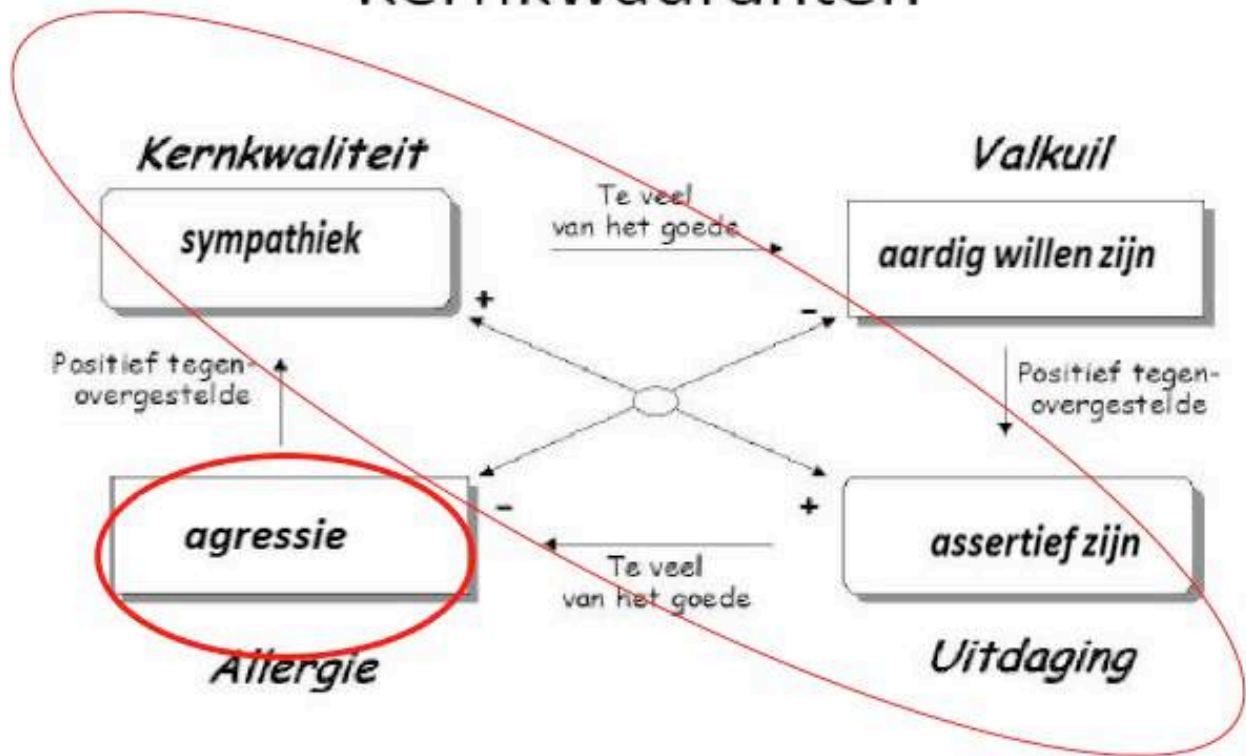 Kernkwadranten
Kernkwaliteit
Valkuil
Te veel
van het goede
sympathiek
aardig willen zijn
+
-
Positief tegen-
overgestelde
Positief tegen-
overgestelde
-
+
agressie
assertief zijn
Te veel
van het goede
Allergie
Uitdaging